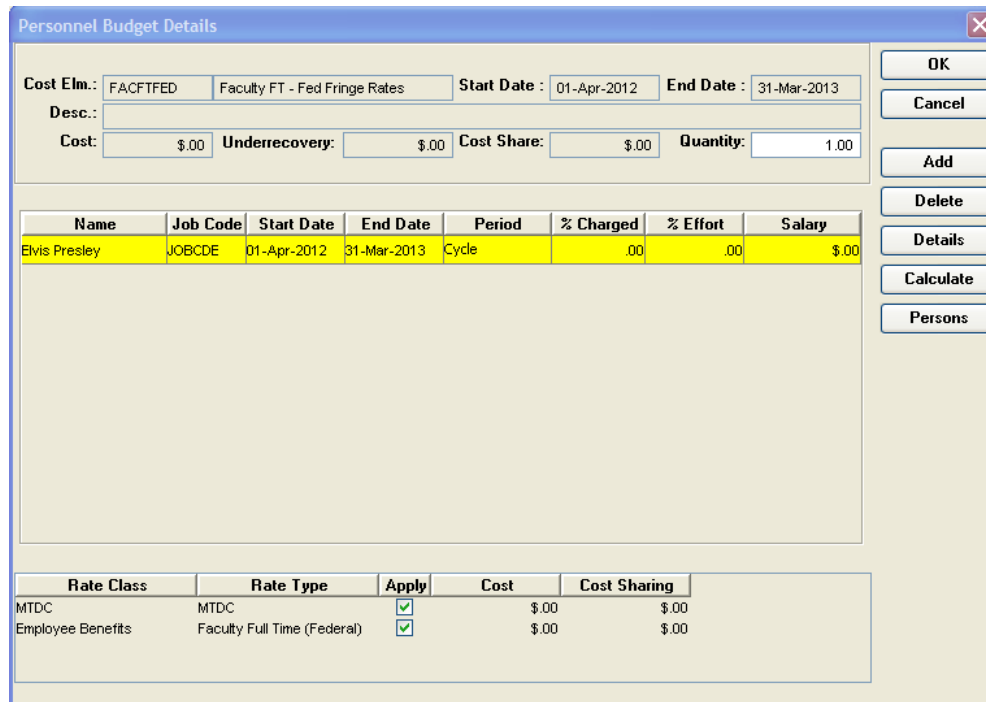 Personnel Budget Details
Cost Elm.: FACFTFED Faculty FT - Fed Fringe Rates Start Date : 01-Apr-2012 End Date : 31-Mar-2013
Desc.:
Cost: $.00 Underrecovery: $.00 Cost Share: $.00 Quantity: 1.00
OK
Cancel
Add
Delete
Details
Calculate
Persons
Name Job Code Start Date End Date Period % Charged % Effort Salary
Elvis Presley JOBCDE 01-Apr-2012 31-Mar-2013 Cycle .00 .00 $.00
Rate Class Rate Type Apply Cost Cost Sharing
MTDC MTDC $.00 $.00
Employee Benefits Faculty Full Time (Federal) $.00 $.00